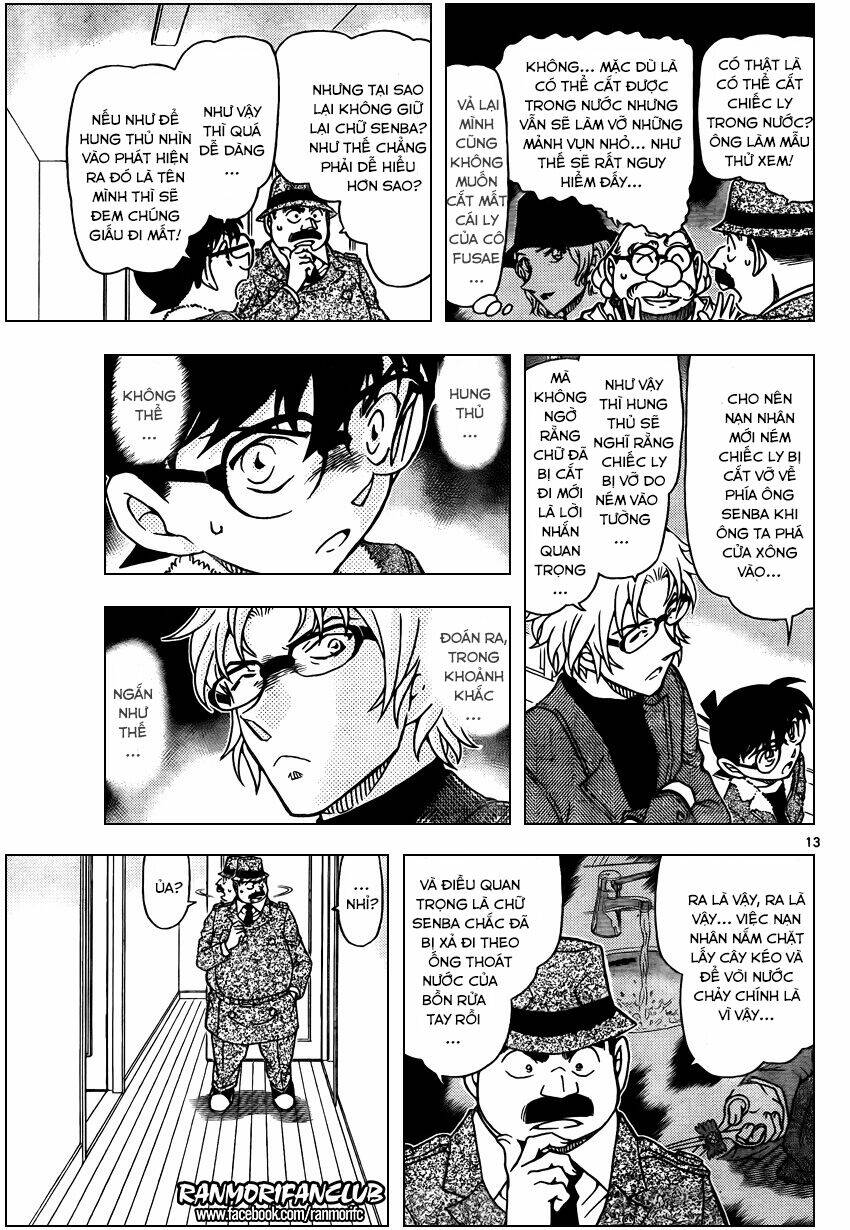 CÓ THẬT LÀ
CÓ THỂ CẮT
CHIẾC LY
TRONG NƯỚC?
ÔNG LÀM MẪU
THỬ XEM!
KHÔNG... MẶC DÙ LÀ
CÓ THỂ CẮT ĐƯỢC
TRONG NƯỚC NHƯNG
VẪN SẼ LÀM VỠ NHỮNG
MẢNH VỤN NHỎ... NHƯ
THẾ SẼ RẤT NGUY
HIỂM ĐẤY...
VẢ LẠI
MÌNH
CŨNG
KHÔNG
MUỐN
CẮT MẤT
CÁI LY
CỦA CÔ
FUSAE
...
NHƯNG TẠI SAO
LẠI KHÔNG GIỮ
LẠI CHỮ SENBA?
NHƯ THẾ CHẲNG
PHẢI DỄ HIỂU
HƠN SAO?
NHƯ VẬY
THÌ QUÁ
DỄ DÀNG
...
NẾU NHƯ ĐỂ
HUNG THỦ NHÌN
VÀO PHÁT HIỆN
RA ĐÓ LÀ TÊN
MÌNH THÌ SẼ
ĐEM CHÚNG
GIẤU ĐI MẤT!
CHO NÊN
NẠN NHÂN
MỚI NÉM
CHIẾC LY BỊ
CẮT VỠ VỀ
PHÍA ÔNG
SENBA KHI
ÔNG TA PHÁ
CỬA XÔNG
VÀO...
NHƯ VẬY
THÌ HUNG
THỦ SẼ
NGHĨ RẰNG
CHIẾC LY
BỊ VỠ DO
NÉM VÀO
TƯỜNG
...
MÀ
KHÔNG
NGỜ
RẰNG
CHỮ ĐÃ
BỊ CẮT
ĐI MỚI
LÀ LỜI
NHẮN
QUAN
TRỌNG
...
HUNG
THỦ
...
KHÔNG
THỂ
...
ĐOÁN RA,
TRONG
KHOẢNH
KHẮC
...
NGẮN
NHƯ
THẾ
...
13
RA LÀ VẬY, RA LÀ
VẬY... VIỆC NẠN
NHÂN NẮM CHẶT
LẤY CÂY KÉO VÀ
ĐỂ VÒI NƯỚC
CHẢY CHÍNH LÀ
VÌ VẬY...
VÀ ĐIỀU QUAN
TRỌNG LÀ CHỮ
SENBA CHẮC ĐÃ
BỊ XẢ ĐI THEO
ỐNG THOÁT
NƯỚC CỦA
BỒN RỬA
TAY RỒI
...
...
NHỈ?
ỦA?
RANMORIFANCLUB
www.facebook.com/ranmorifc